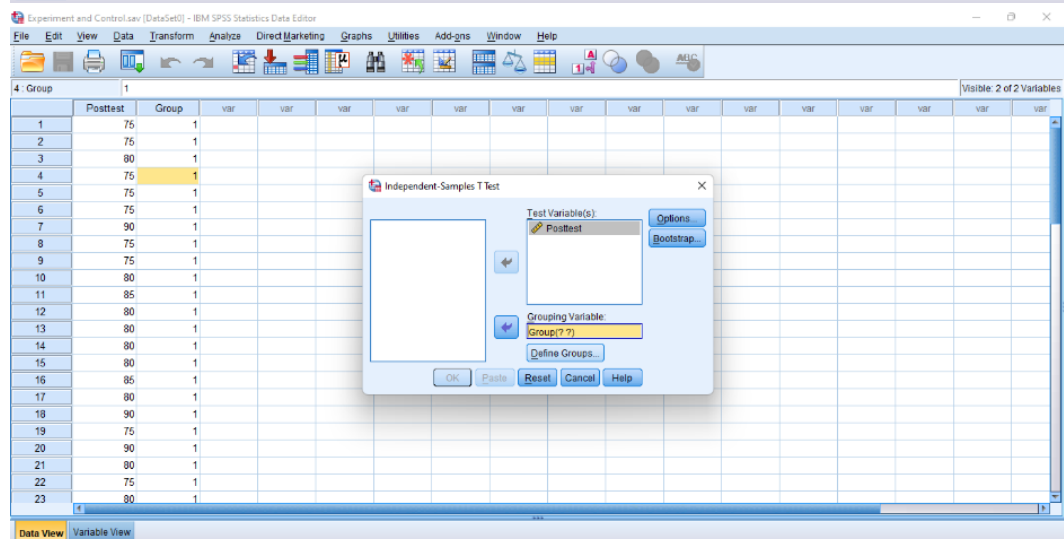 Experiment and Control.sav [DataSet0] - IBM SPSS Statistics Data Editor
File Edit View Data Transform Analyze Direct Marketing Graphs Utilities Add-ons Window Help
4 : Group 1 Visible: 2 of 2 Variables
Posttest Group var var var var var var var var var var var var var var
1 75 1
2 75 1
3 80 1
4 75 1
5 75 1
6 75 1
7 90 1
8 75 1
9 75 1
10 80 1
11 85 1
12 80 1
13 80 1
14 80 1
15 80 1
16 85 1
17 80 1
18 90 1
19 75 1
20 90 1
21 80 1
22 75 1
23 80 1
Independent-Samples T Test
Test Variable(s):
Posttest
Options...
Bootstrap...
Grouping Variable:
Group(? ?)
Define Groups...
OK Paste Reset Cancel Help
Data View Variable View